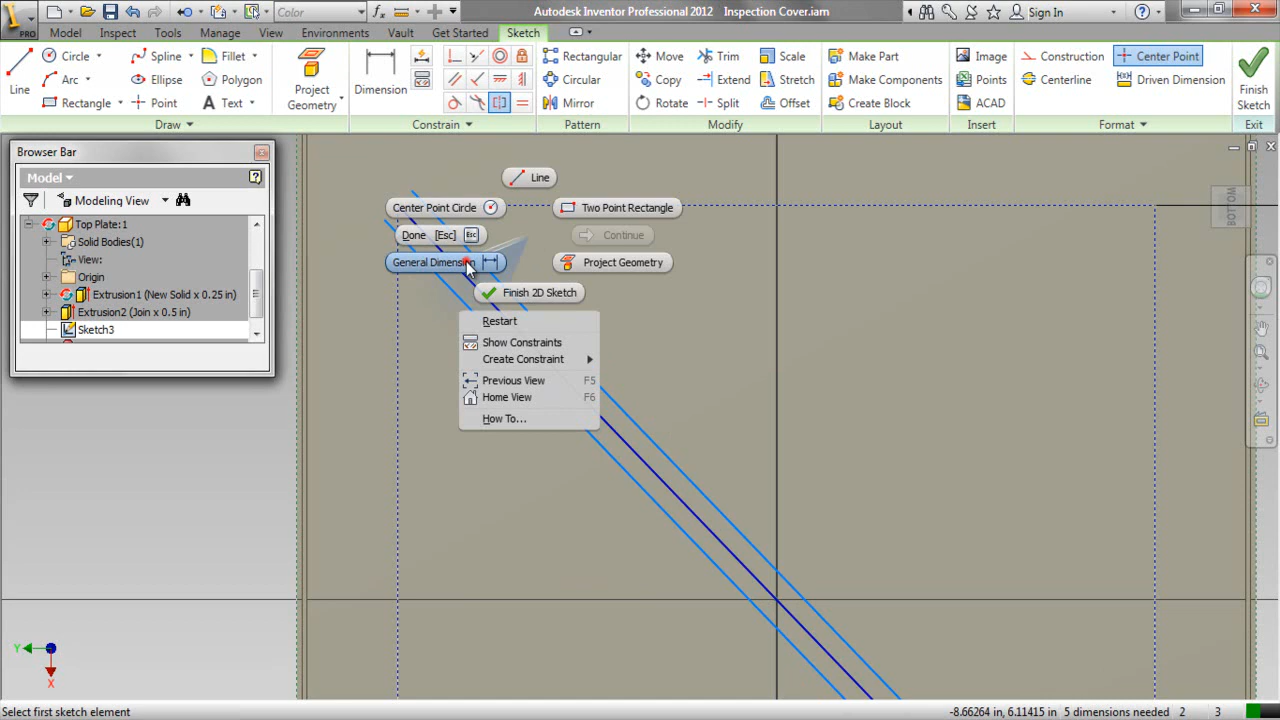 PRO
Color
Autodesk Inventor Professional 2012 Inspection Cover.iam
Sign In
Model
Inspect
Tools
Manage
View
Environments
Vault
Get Started
Sketch
Line
Circle
Arc
Rectangle
Spline
Ellipse
Point
Fillet
Polygon
Text
Project Geometry
Draw
Dimension
Constrain
Rectangular
Circular
Mirror
Pattern
Move
Copy
Rotate
Trim
Extend
Split
Scale
Stretch
Offset
Modify
Make Part
Make Components
Create Block
Layout
Image
Points
ACAD
Insert
Construction
Centerline
Center Point
Driven Dimension
Format
Finish Sketch
Exit
Browser Bar
Model
Modeling View
Top Plate:1
Solid Bodies(1)
View:
Origin
Extrusion1 (New Solid x 0.25 in)
Extrusion2 (Join x 0.5 in)
Sketch3
Line
Center Point Circle
Two Point Rectangle
Done [Esc]
Esc
Continue
Project Geometry
Finish 2D Sketch
Restart
Show Constraints
Create Constraint
Previous View F5
Home View F6
How To...
BOTTOM
Y
X
Select first sketch element
-8.66264 in, 6.11415 in 5 dimensions needed 2 3